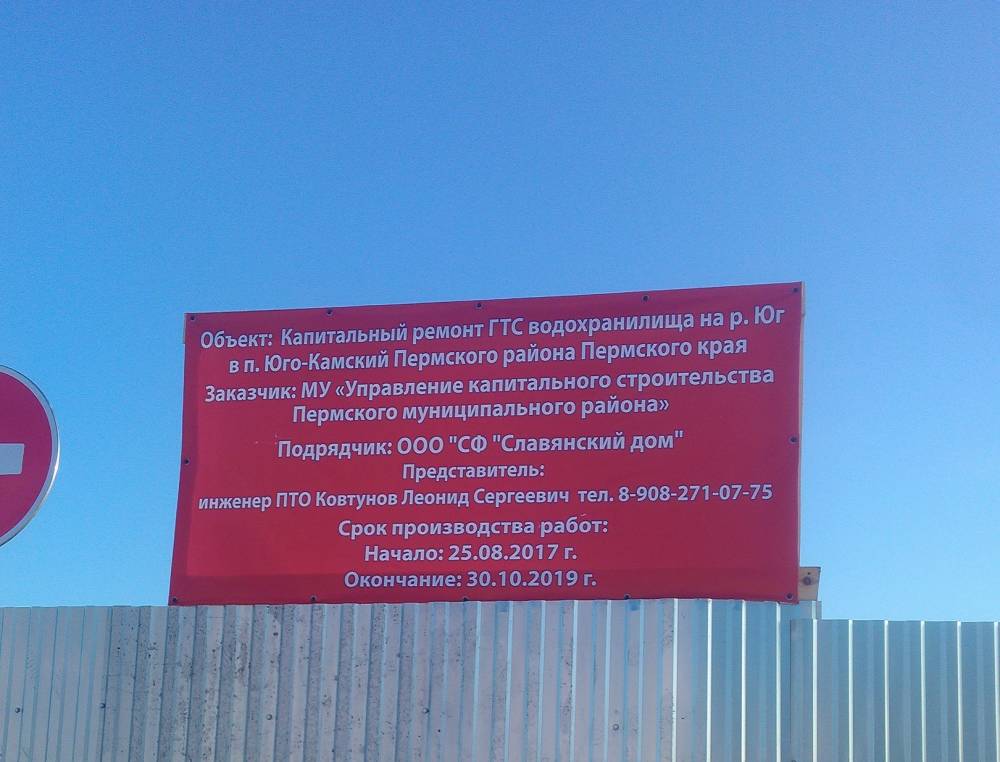 Объект: Капитальный ремонт ГТС водохранилища на р. Юг
в п. Юго-Камский Пермского района Пермского края
Заказчик: МУ «Управление капитального строительства
Пермского муниципального района»
Подрядчик: ООО "СФ "Славянский дом"
Представитель:
инженер ПТО Ковтунов Леонид Сергеевич тел. 8-908-271-07-75
Срок производства работ:
Начало: 25.08.2017 г.
Окончание: 30.10.2019 г.